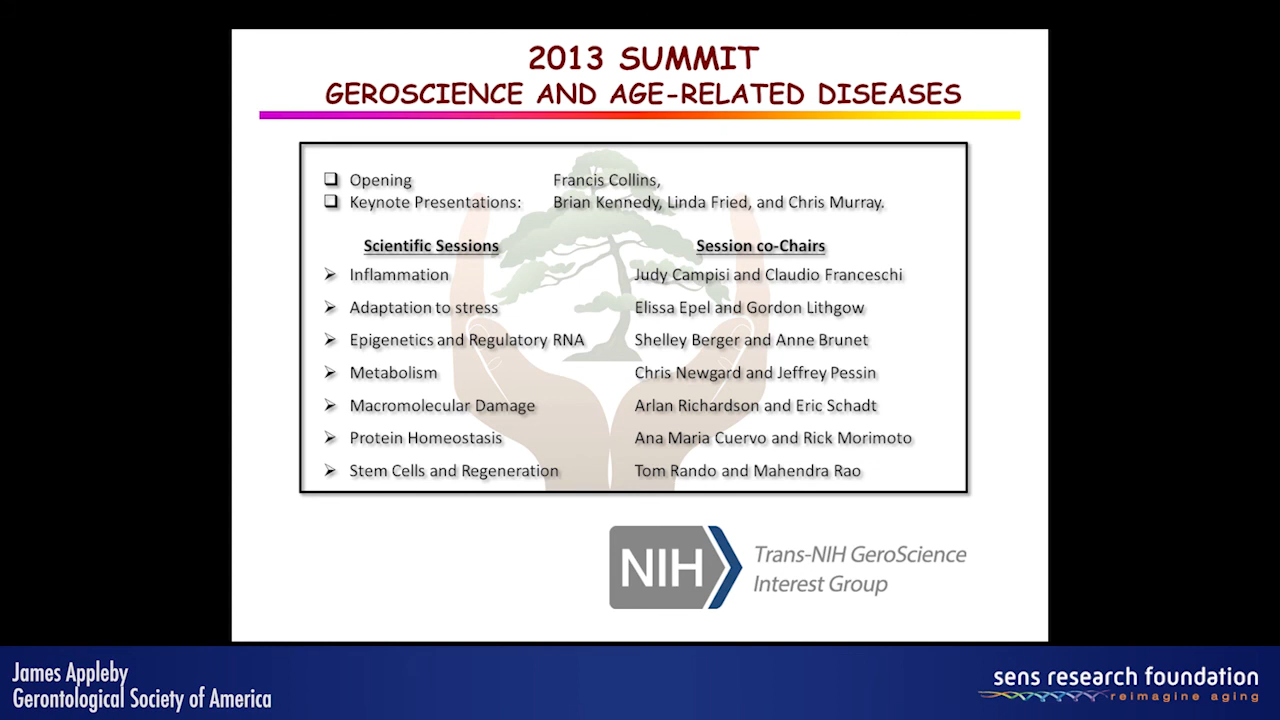 2013 SUMMIT
GEROSCIENCE AND AGE-RELATED DISEASES
Opening Francis Collins,
Keynote Presentations: Brian Kennedy, Linda Fried, and Chris Murray.
Scientific Sessions Session co-Chairs
Inflammation Judy Campisi and Claudio Franceschi
Adaptation to stress Elissa Epel and Gordon Lithgow
Epigenetics and Regulatory RNA Shelley Berger and Anne Brunet
Metabolism Chris Newgard and Jeffrey Pessin
Macromolecular Damage Arlan Richardson and Eric Schadt
Protein Homeostasis Ana Maria Cuervo and Rick Morimoto
Stem Cells and Regeneration Tom Rando and Mahendra Rao
NIH Trans-NIH GeroScience
Interest Group
James Appleby
Gerontological Society of America
sens research foundation
reimagine aging